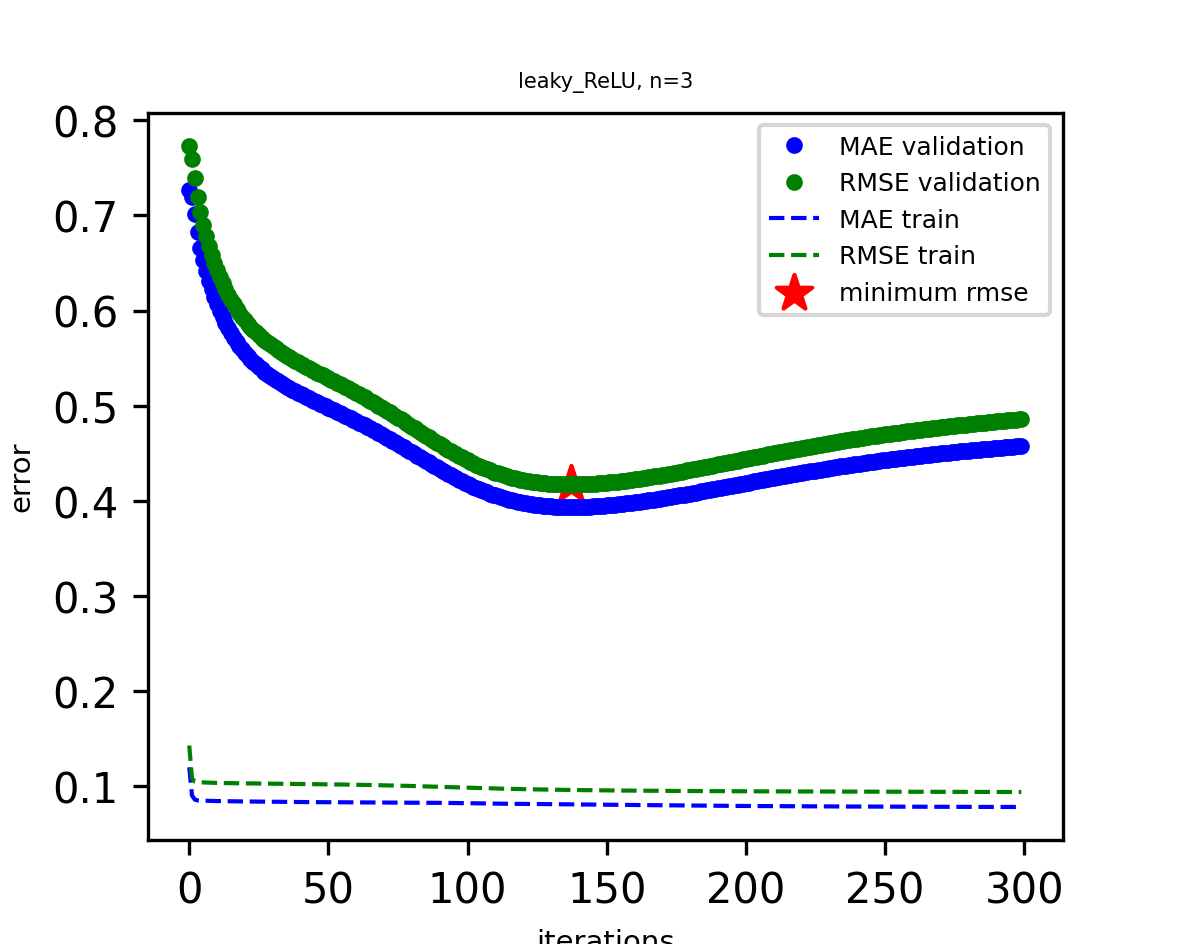 leaky_ReLU, n=3
0.8
0.7
0.6
0.5
0.4
0.3
0.2
0.1
error
MAE validation
RMSE validation
MAE train
RMSE train
minimum rmse
0 50 100 150 200 250 300
iterations